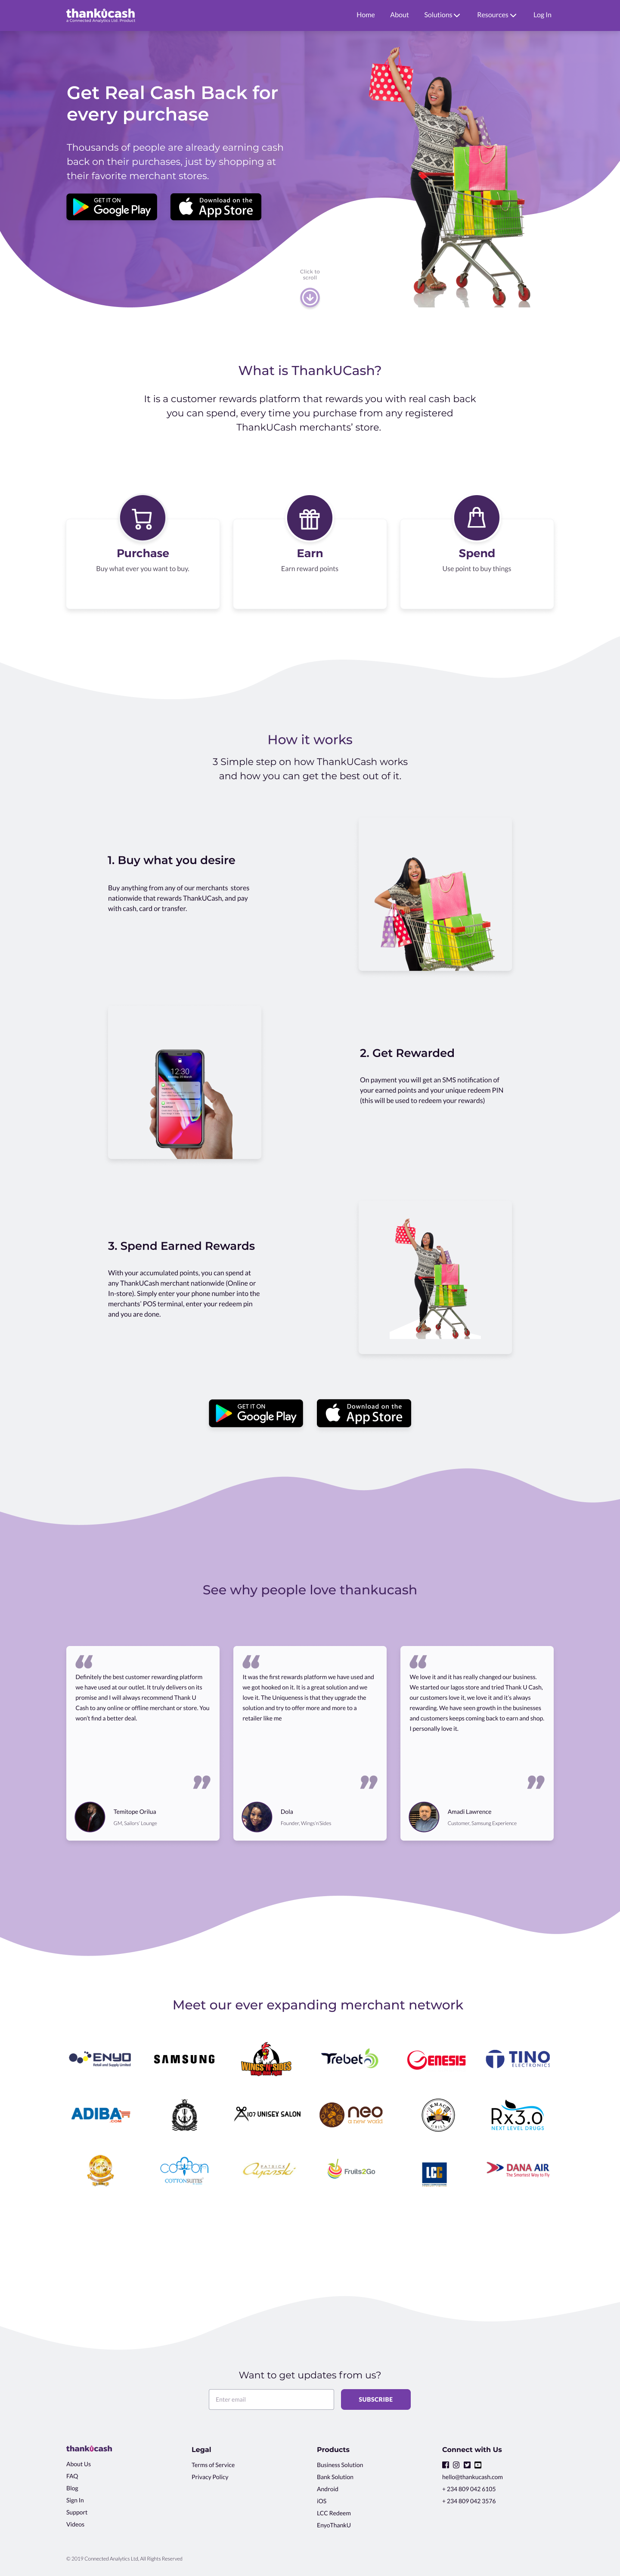 thankucash
a Connected Analytics Ltd. Product
Home About Solutions Resources Log In
Get Real Cash Back for
every purchase
Thousands of people are already earning cash
back on their purchases, just by shopping at
their favorite merchant stores.
GET IT ON
Google Play
Download on the
App Store
Click to
scroll
What is ThankUCash?
It is a customer rewards platform that rewards you with real cash back
you can spend, every time you purchase from any registered
ThankUCash merchants' store.
Purchase
Buy what ever you want to buy.
Earn
Earn reward points
Spend
Use point to buy things
How it works
3 Simple step on how ThankUCash works
and how you can get the best out of it.
1. Buy what you desire
Buy anything from any of our merchants stores
nationwide that rewards ThankUCash, and pay
with cash, card or transfer.
12:30
2. Get Rewarded
On payment you will get an SMS notification of
your earned points and your unique redeem PIN
(this will be used to redeem your rewards)
3. Spend Earned Rewards
With your accumulated points, you can spend at
any ThankUCash merchant nationwide (Online or
In-store). Simply enter your phone number into the
merchants' POS terminal, enter your redeem pin
and you are done.
GET IT ON
Google Play
Download on the
App Store
See why people love thankucash
Definitely the best customer rewarding platform
we have used at our outlet. It truly delivers on its
promise and I will always recommend Thank U
Cash to any online or offline merchant or store. You
won't find a better deal.
Temitope Orilua
GM, Sailors' Lounge
It was the first rewards platform we have used and
we got hooked on it. It is a great solution and we
love it. The Uniqueness is that they upgrade the
solution and try to offer more and more to a
retailer like me
Dola
Founder, Wings'n'Sides
We love it and it has really changed our business.
We started our lagos store and tried Thank U Cash,
our customers love it, we love it and it's always
rewarding. We have seen growth in the businesses
and customers keeps coming back to earn and shop.
I personally love it.
Amadi Lawrence
Customer, Samsung Experience
Meet our ever expanding merchant network
ENYO
Retail and Supply Limited
SAMSUNG
WINGS 'N' SIDES
Trebet
GENESIS
TINO
ELECTRONICS
ADIBA
107 UNISEX SALON
neo
a new world
Rx3.0
NEXT LEVEL DRUGS
cotton
COTTONSUITES
Fruits2Go
LCC
DANA AIR
The Smartest Way to Fly
Want to get updates from us?
Enter email
SUBSCRIBE
thankucash
About Us
FAQ
Blog
Sign In
Support
Videos
Legal
Terms of Service
Privacy Policy
Products
Business Solution
Bank Solution
Android
iOS
LCC Redeem
EnyoThankU
Connect with Us
hello@thankucash.com
+ 234 809 042 6105
+ 234 809 042 3576
© 2019 Connected Analytics Ltd, All Rights Reserved